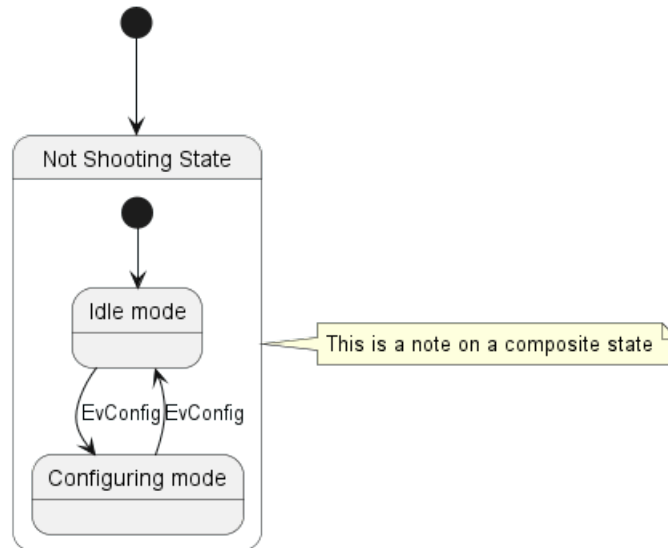 Not Shooting State
Idle mode
This is a note on a composite state
EvConfig EvConfig
Configuring mode